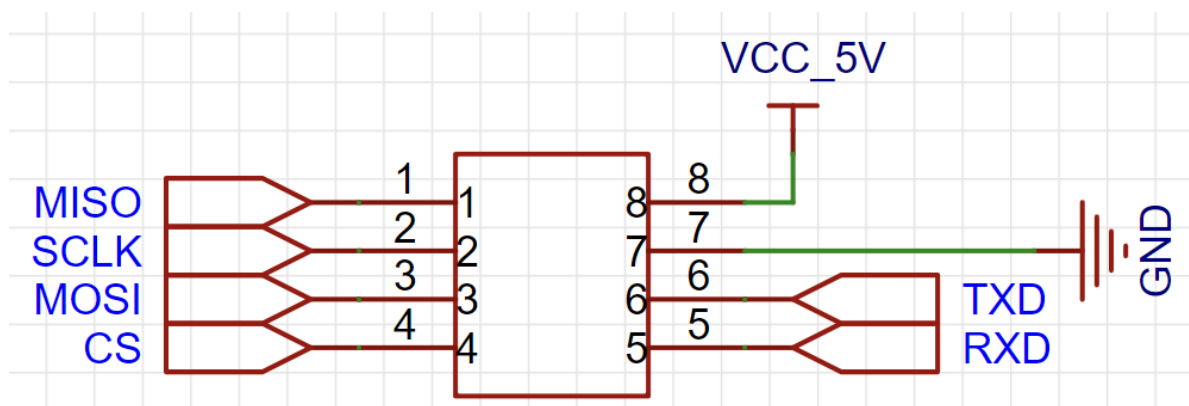 VCC_5V
MISO 1 1 8 8
SCLK 2 2 7 7 GND
MOSI 3 3 6 6 TXD
CS 4 4 5 5 RXD